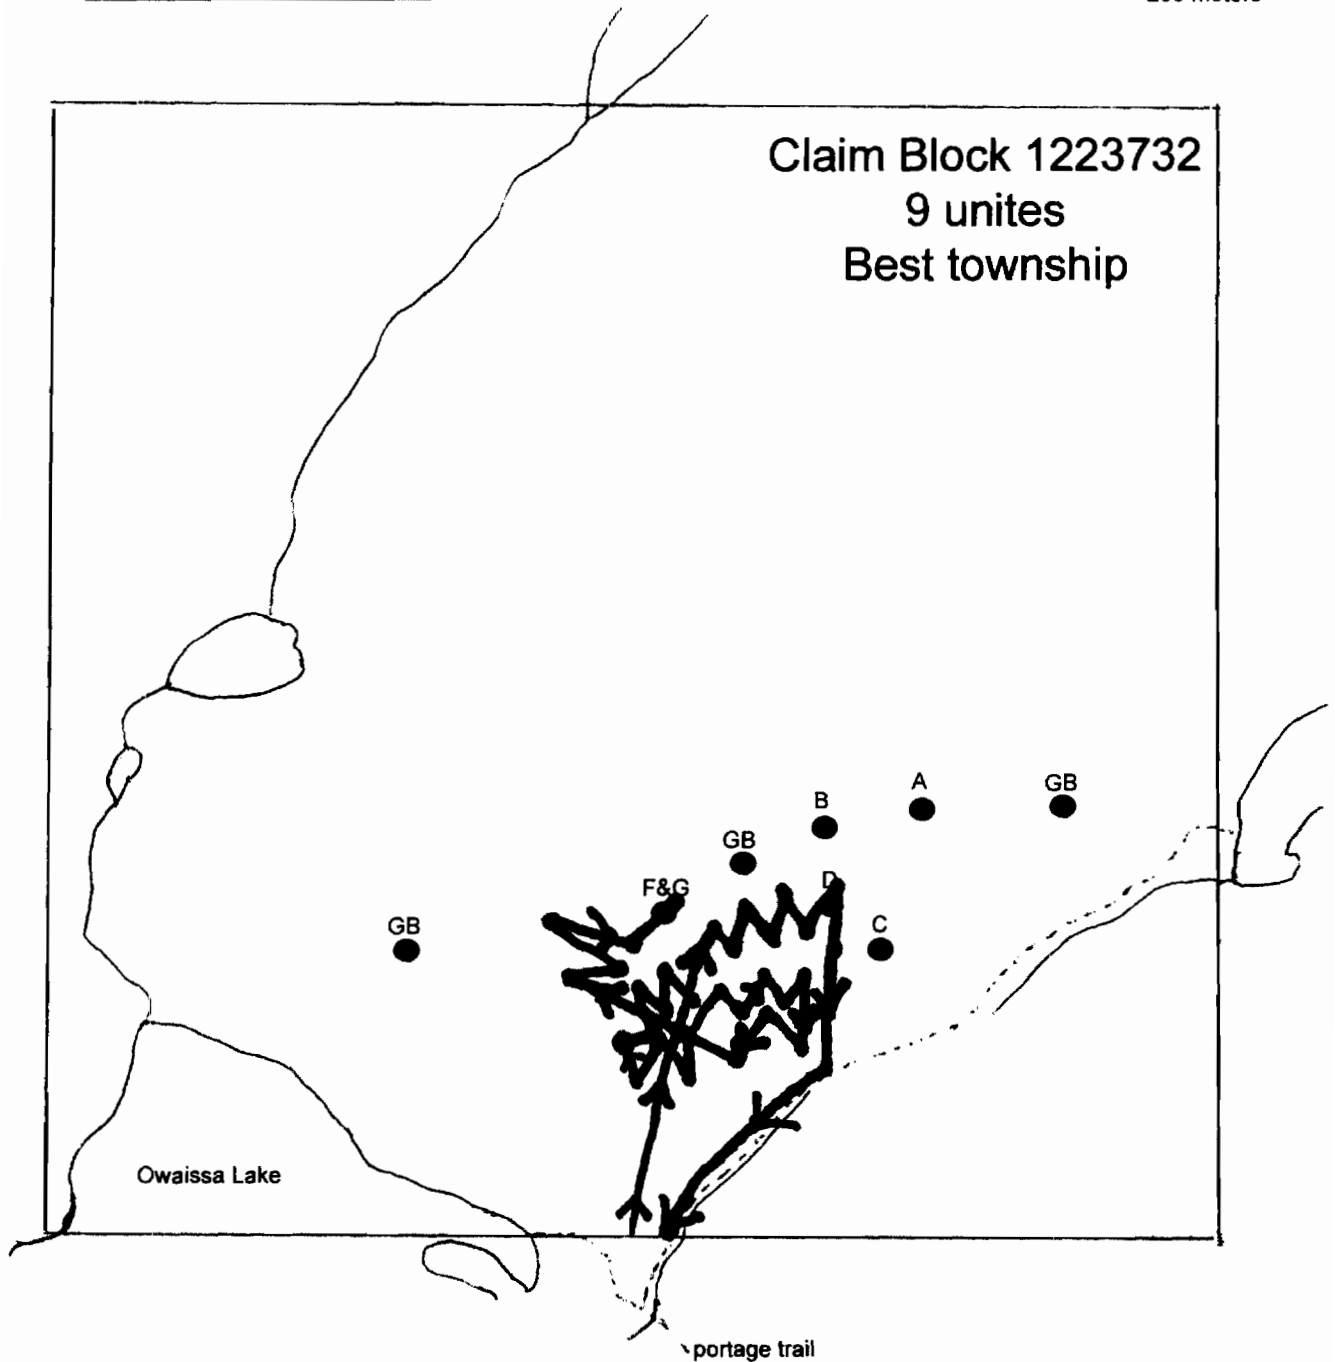 Claim Block 1223732
9 unites
Best township
A
GB
B
GB
D
F&G
C
GB
Owaissa Lake
portage trail